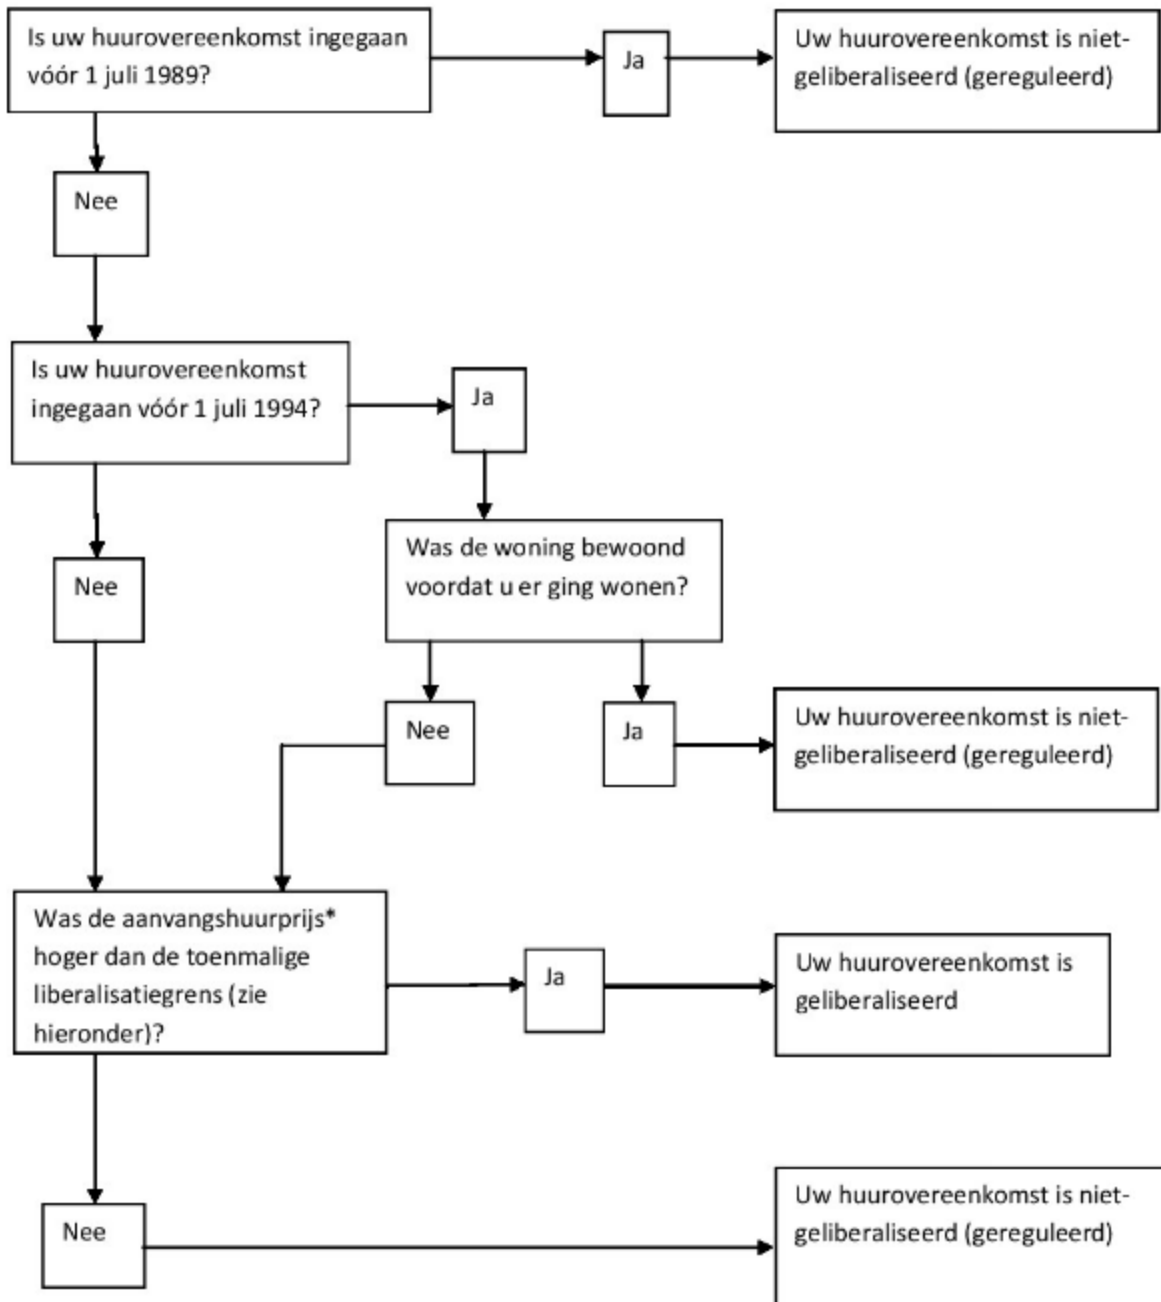 Is uw huurovereenkomst ingegaan
vóór 1 juli 1989?
Ja
Uw huurovereenkomst is niet-
geliberaliseerd (gereguleerd)
Nee
Is uw huurovereenkomst
ingegaan vóór 1 juli 1994?
Ja
Was de woning bewoond
voordat u er ging wonen?
Nee
Nee
Ja
Uw huurovereenkomst is niet-
geliberaliseerd (gereguleerd)
Was de aanvangshuurprijs*
hoger dan de toenmalige
liberalisatiegrens (zie
hieronder)?
Ja
Uw huurovereenkomst is
geliberaliseerd
Nee
Uw huurovereenkomst is niet-
geliberaliseerd (gereguleerd)